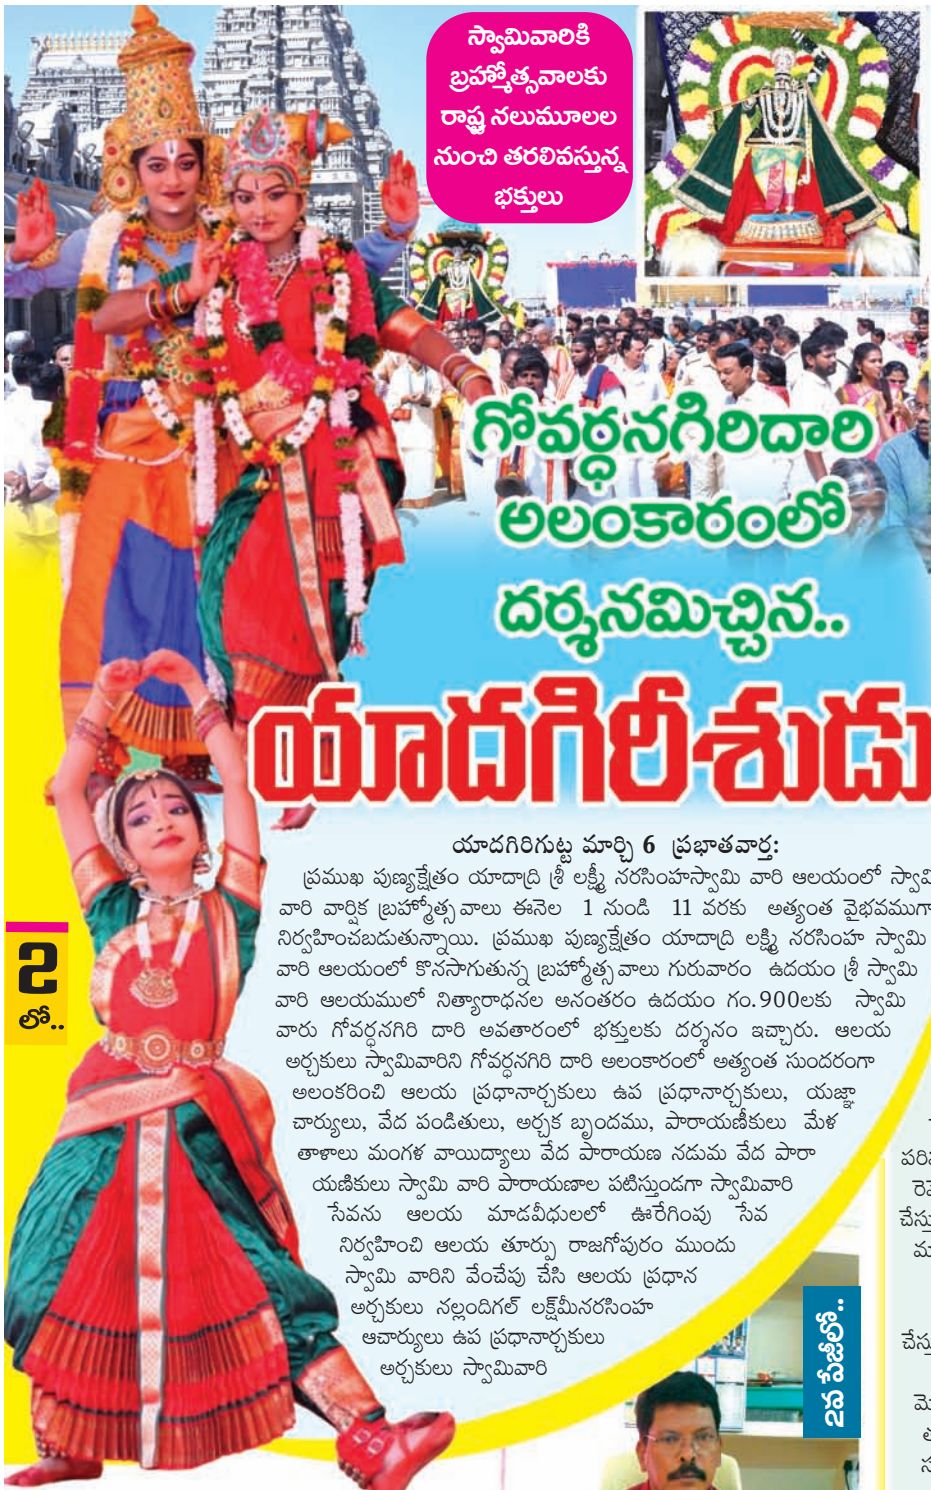 స్వామివారికి
బ్రహ్మోత్సవాలకు
రాష్ట్ర నలుమూలల
నుంచి తరలివస్తున్న
భక్తులు
గోవర్ధనగిరిదారి
అలంకారంలో
దర్శనమిచ్చిన..
యాదగిరీశుడు
యాదగిరిగుట్ట మార్చి 6 ప్రభాతవార్త:
ప్రముఖ పుణ్యక్షేత్రం యాదాద్రి శ్రీ లక్ష్మీ నరసింహస్వామి వారి ఆలయంలో స్వామి
వారి వార్షిక బ్రహ్మోత్సవాలు ఈనెల 1 నుండి 11 వరకు అత్యంత వైభవముగా
నిర్వహించబడుతున్నాయి. ప్రముఖ పుణ్యక్షేత్రం యాదాద్రి లక్ష్మి నరసింహ స్వామి
వారి ఆలయంలో కొనసాగుతున్న బ్రహ్మోత్సవాలు గురువారం ఉదయం శ్రీ స్వామి
వారి ఆలయములో నిత్యారాధనల అనంతరం ఉదయం గం.900లకు స్వామి
వారు గోవర్ధనగిరి దారి అవతారంలో భక్తులకు దర్శనం ఇచ్చారు. ఆలయ
అర్చకులు స్వామివారిని గోవర్ధనగిరి దారి అలంకారంలో అత్యంత సుందరంగా
అలంకరించి ఆలయ ప్రధానార్చకులు ఉప ప్రధానార్చకులు, యజ్ఞా
చార్యులు, వేద పండితులు, అర్చక బృందము, పారాయణీకులు మేళ
తాళాలు మంగళ వాయిద్యాలు వేద పారాయణ నడుమ వేద పారా
యణికులు స్వామి వారి పారాయణాల పటిస్తుండగా స్వామివారి
సేవను ఆలయ మాడవీధులలో ఊరేగింపు సేవ
నిర్వహించి ఆలయ తూర్పు రాజగోపురం ముందు
స్వామి వారిని వేంచేపు చేసి ఆలయ ప్రధాన
అర్చకులు నల్లందిగల్ లక్ష్మీనరసింహ
ఆచార్యులు ఉప ప్రధానార్చకులు
అర్చకులు స్వామివారి
2
లో..
2వ పేజీలో..